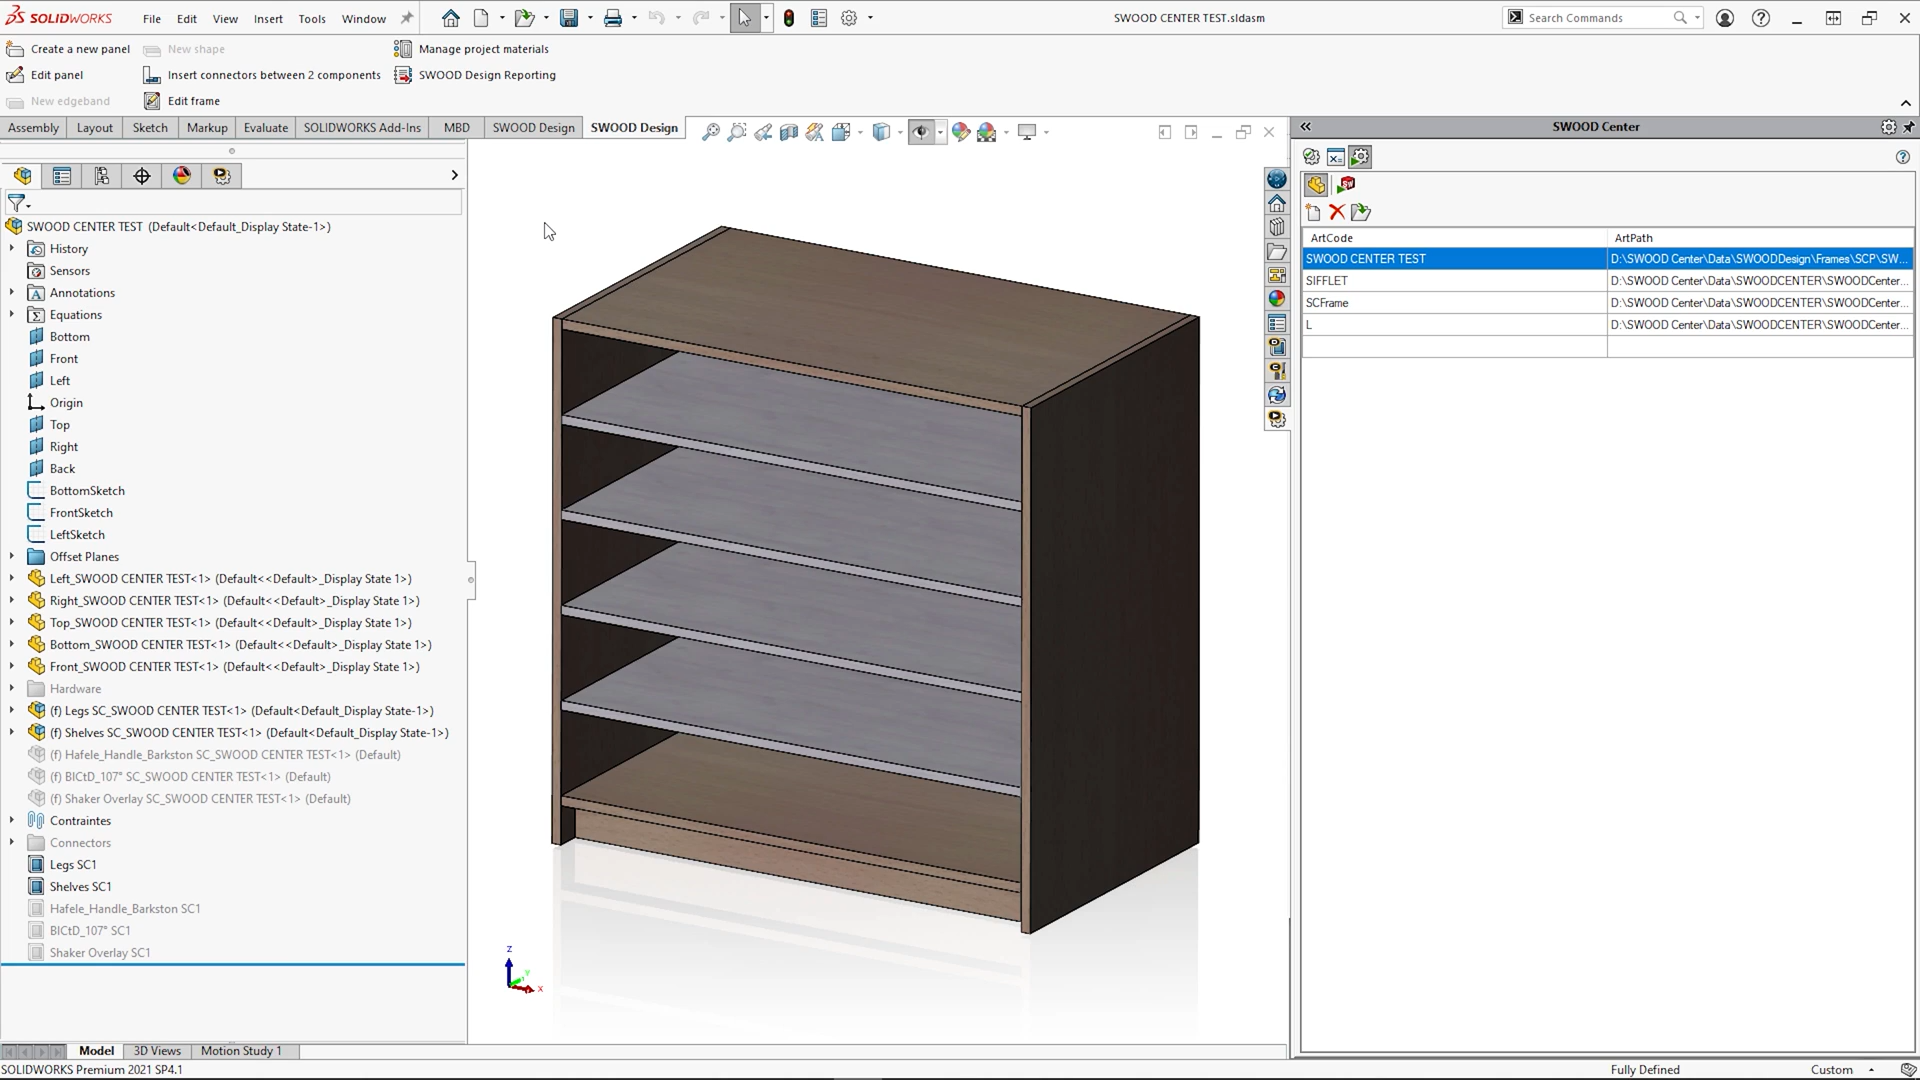 SOLIDWORKS
File
Edit
View
Insert
Tools
Window
SWOOD CENTER TEST.sldasm
Search Commands
Create a new panel
New shape
Manage project materials
Edit panel
Insert connectors between 2 components
SWOOD Design Reporting
New edgeband
Edit frame
Assembly
Layout
Sketch
Markup
Evaluate
SOLIDWORKS Add-Ins
MBD
SWOOD Design
SWOOD Design
SWOOD Center
SWOOD CENTER TEST (Default<Default_Display State-1>)
History
Sensors
Annotations
Equations
Bottom
Front
Left
Origin
Top
Right
Back
BottomSketch
FrontSketch
LeftSketch
Offset Planes
Left_SWOOD CENTER TEST<1> (Default<<Default>_Display State 1>)
Right_SWOOD CENTER TEST<1> (Default<<Default>_Display State 1>)
Top_SWOOD CENTER TEST<1> (Default<<Default>_Display State 1>)
Bottom_SWOOD CENTER TEST<1> (Default<<Default>_Display State 1>)
Front_SWOOD CENTER TEST<1> (Default<<Default>_Display State 1>)
Hardware
(f) Legs SC_SWOOD CENTER TEST<1> (Default<Default_Display State-1>)
(f) Shelves SC_SWOOD CENTER TEST<1> (Default<Default_Display State-1>)
(f) Hafele_Handle_Barkston SC_SWOOD CENTER TEST<1> (Default)
(f) BICtD_107° SC_SWOOD CENTER TEST<1> (Default)
(f) Shaker Overlay SC_SWOOD CENTER TEST<1> (Default)
Contraintes
Connectors
Legs SC1
Shelves SC1
Hafele_Handle_Barkston SC1
BICtD_107° SC1
Shaker Overlay SC1
z
y
x
ArtCode
ArtPath
SWOOD CENTER TEST
D:\SWOOD Center\Data\SWOODDesign\Frames\SCP\SW...
SIFFLET
D:\SWOOD Center\Data\SWOODCENTER\SWOODCenter...
SCFrame
D:\SWOOD Center\Data\SWOODCENTER\SWOODCenter...
L
D:\SWOOD Center\Data\SWOODCENTER\SWOODCenter...
Model
3D Views
Motion Study 1
SOLIDWORKS Premium 2021 SP4.1
Fully Defined
Custom